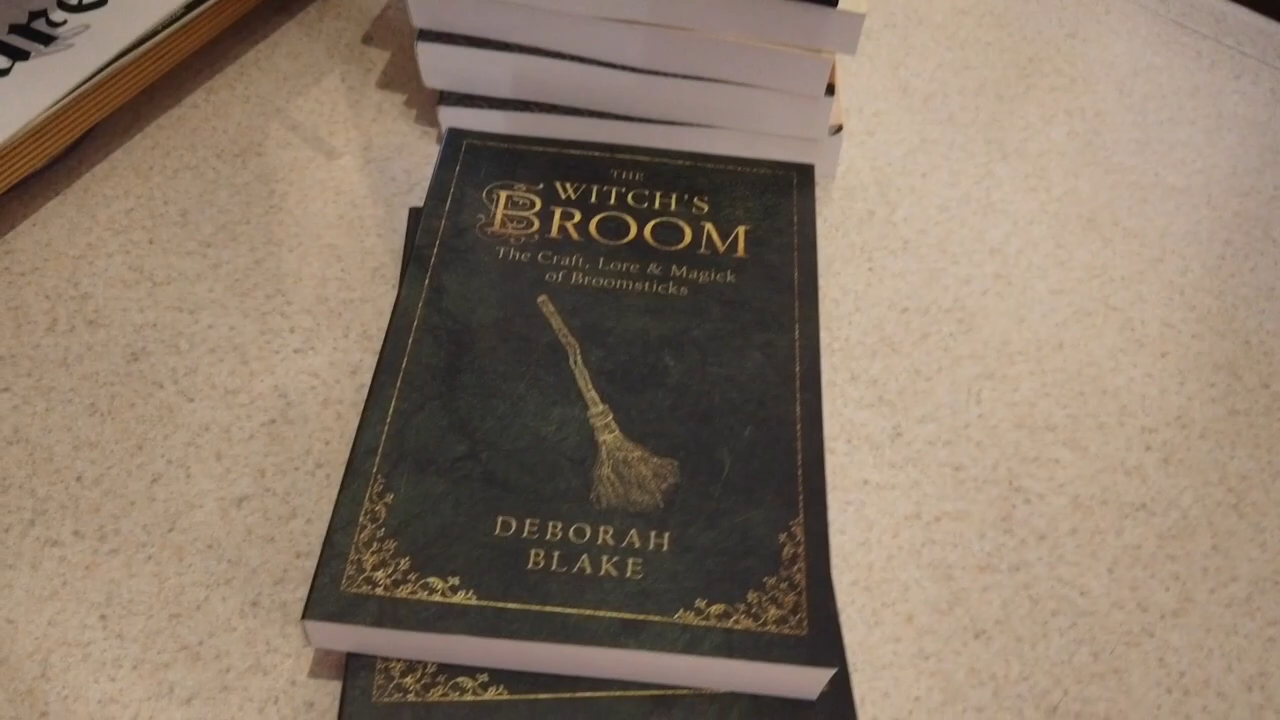 THE
WITCH'S
BROOM
The Craft, Lore & Magick
of Broomsticks
DEBORAH
BLAKE